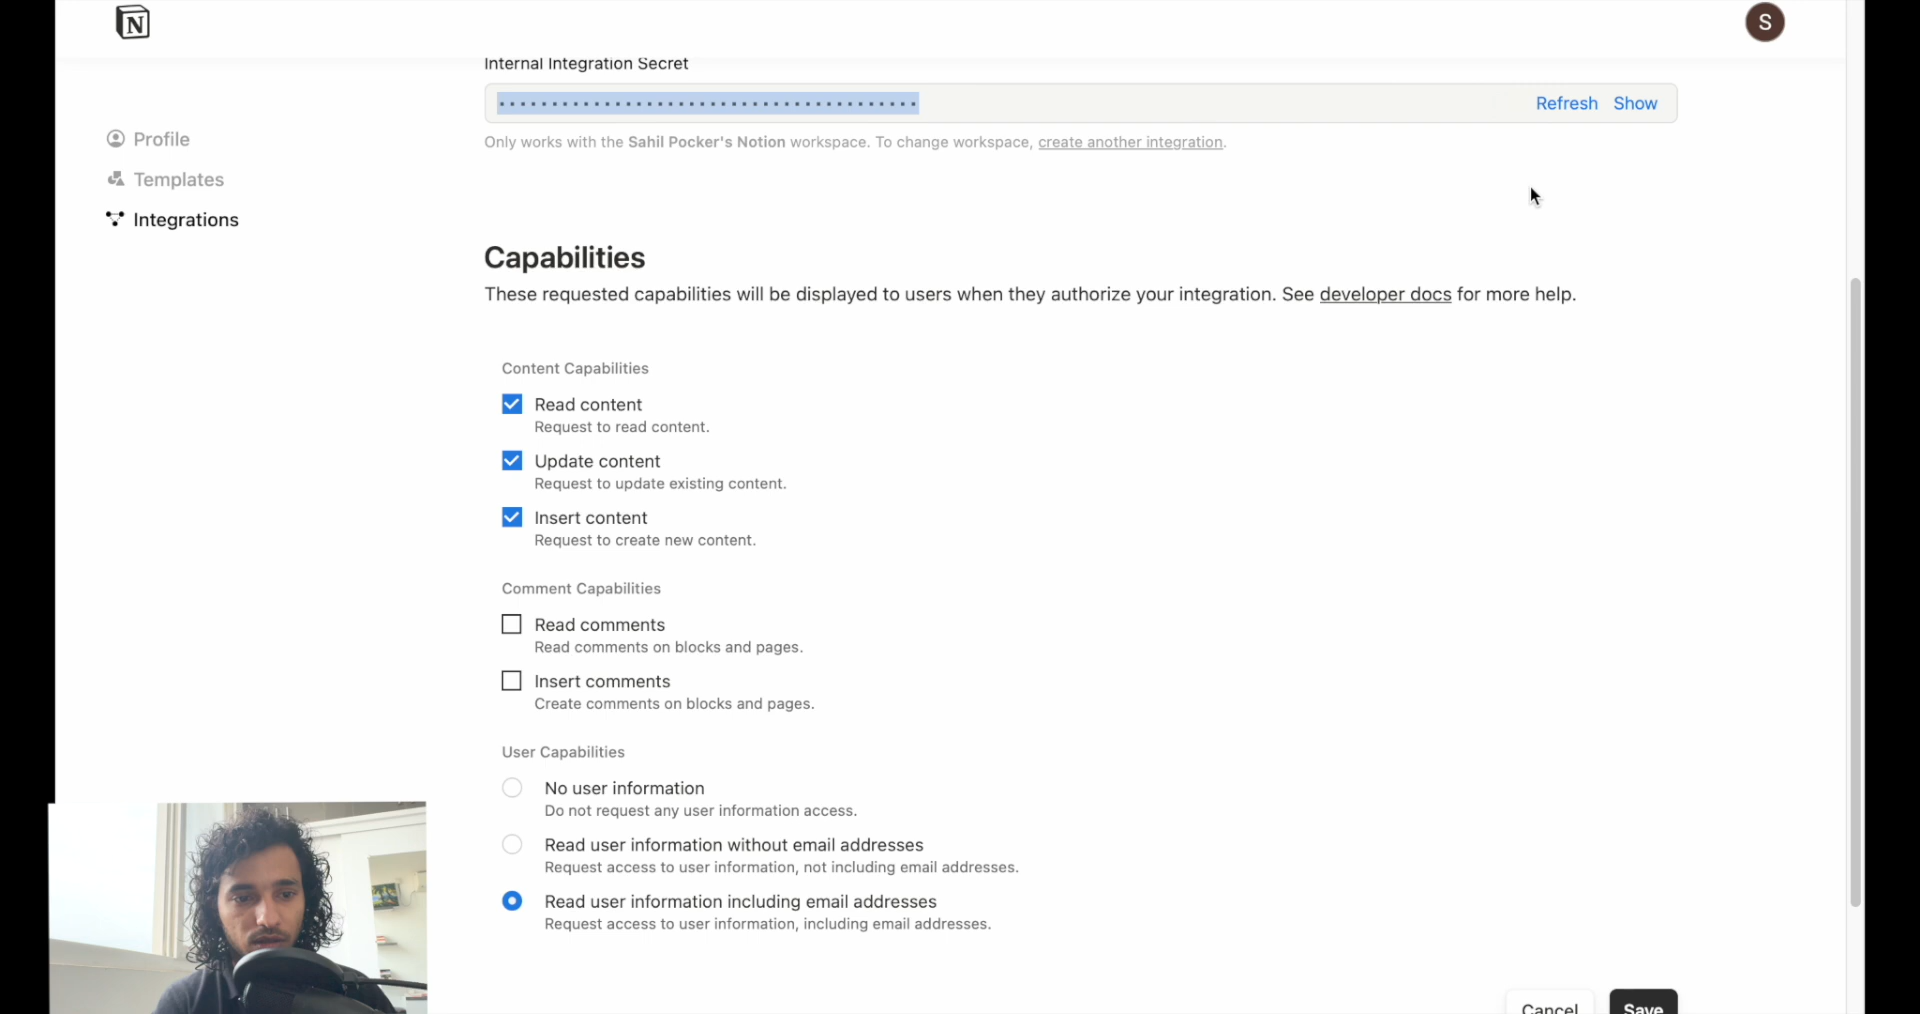 N
S
Internal Integration Secret
••••••••••••••••••••••••••••••••••••••••
Refresh Show
Only works with the Sahil Pocker's Notion workspace. To change workspace, create another integration.
Profile
Templates
Integrations
Capabilities
These requested capabilities will be displayed to users when they authorize your integration. See developer docs for more help.
Content Capabilities
Read content
Request to read content.
Update content
Request to update existing content.
Insert content
Request to create new content.
Comment Capabilities
Read comments
Read comments on blocks and pages.
Insert comments
Create comments on blocks and pages.
User Capabilities
No user information
Do not request any user information access.
Read user information without email addresses
Request access to user information, not including email addresses.
Read user information including email addresses
Request access to user information, including email addresses.
Cancel Save